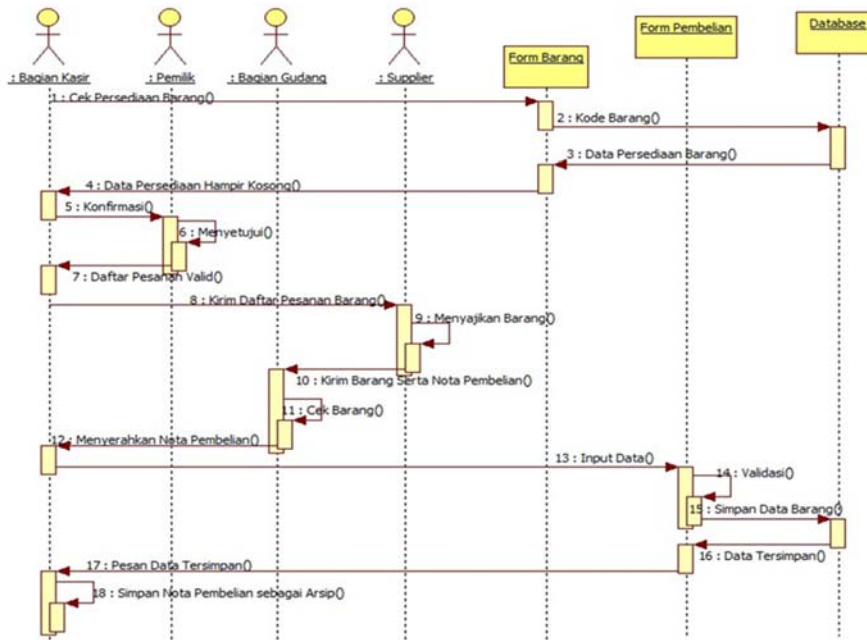 : Bagian Kasir
: Pemilik
: Bagian Gudang
: Supplier
Form Barang
Form Pembelian
Database
1 : Cek Persediaan Barang()
2 : Kode Barang()
3 : Data Persediaan Barang()
4 : Data Persediaan Hampir Kosong()
5 : Konfirmasi()
6 : Menyetujui()
7 : Daftar Pesanan Valid()
8 : Kirim Daftar Pesanan Barang()
9 : Menyajikan Barang()
10 : Kirim Barang Serta Nota Pembelian()
11 : Cek Barang()
12 : Menyerahkan Nota Pembelian()
13 : Input Data()
14 : Validasi()
15 : Simpan Data Barang()
16 : Data Tersimpan()
17 : Pesan Data Tersimpan()
18 : Simpan Nota Pembelian sebagai Arsip()